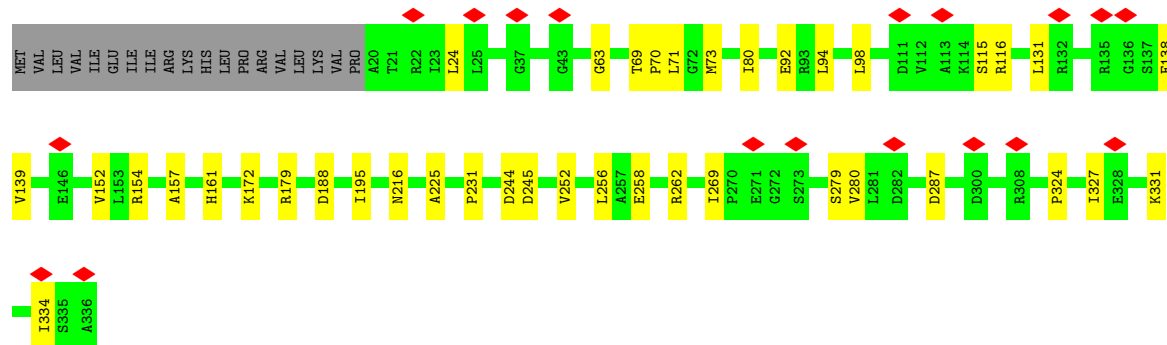 MET VAL LEU VAL ILE GLU ILE ILE ARG LYS HIS LEU PRO ARG VAL LEU LYS VAL PRO A20 T21 R22 I23 L24 L25 G37 G43 G63 T69 P70 L71 G72 M73 I80 E92 R93 L94 L98 D111 V112 A113 K114 S115 R116 L131 R132 R135 G136 S137 E138
V139 E146 V152 L153 R154 A157 H161 K172 R179 D188 I195 N216 A225 P231 D244 D245 V252 L256 A257 E258 R262 I269 P270 E271 G272 S273 S279 V280 L281 D282 D287 D300 R308 P324 I327 E328 K331
I334 S335 A336